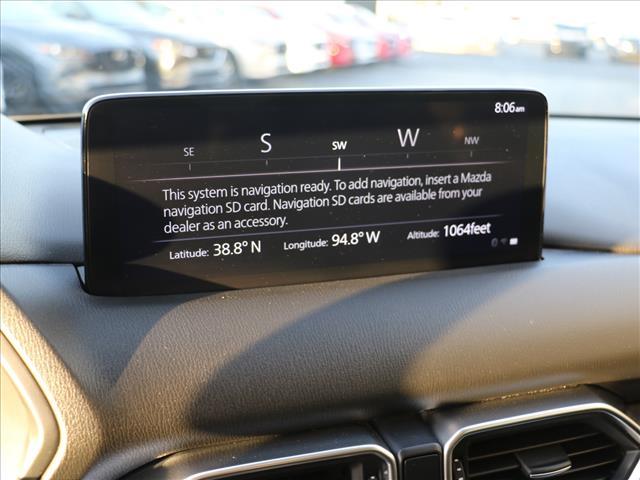 8:06am
SE S SW W NW
This system is navigation ready. To add navigation, insert a Mazda
navigation SD card. Navigation SD cards are available from your
dealer as an accessory.
Latitude: 38.8° N Longitude: 94.8° W Altitude: 1064feet